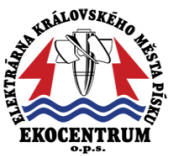 ELEKTRÁRNA KRÁLOVSKÉHO MĚSTA PÍSKU
EKOCENTRUM
o.p.s.